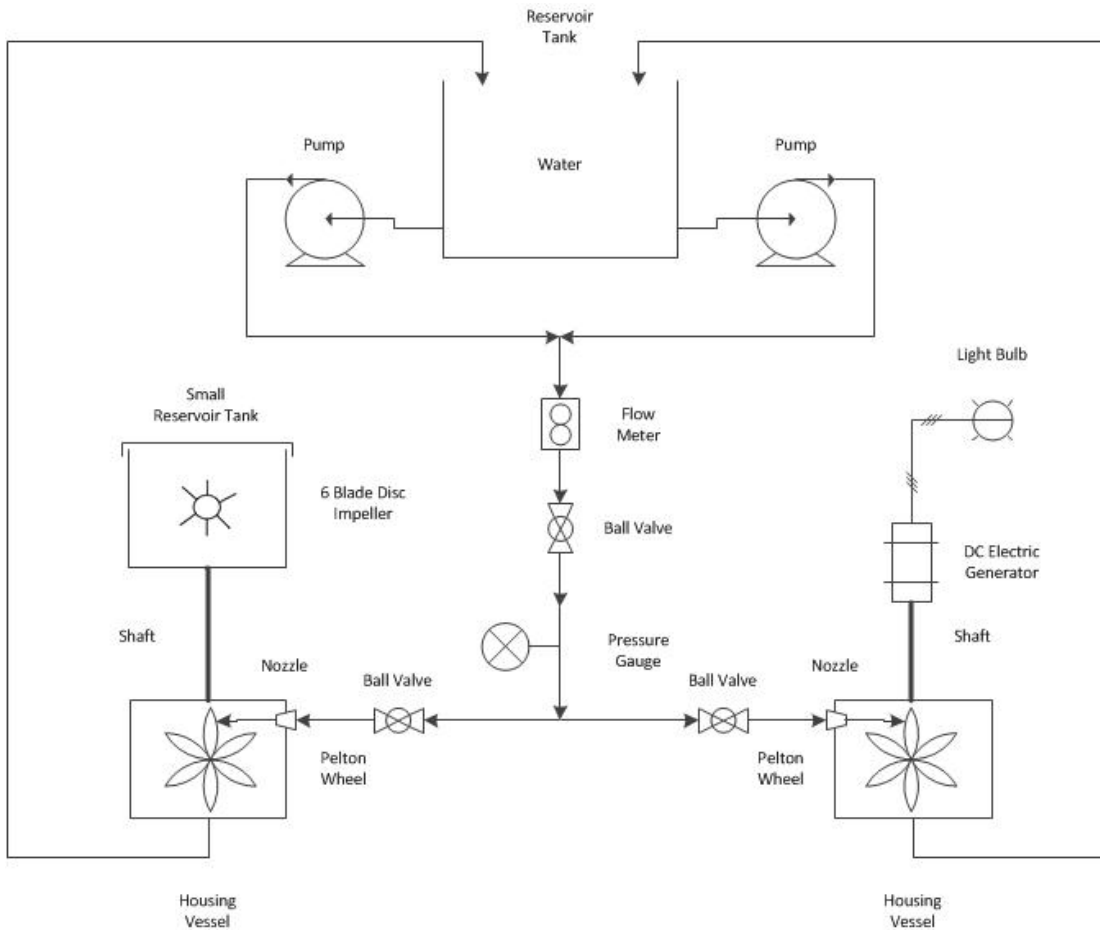 Reservoir
Tank
Pump
Water
Pump
Light Bulb
Small
Reservoir Tank
Flow
Meter
6 Blade Disc
Impeller
Ball Valve
DC Electric
Generator
Shaft
Pressure
Gauge
Shaft
Nozzle
Ball Valve
Ball Valve
Nozzle
Pelton
Wheel
Pelton
Wheel
Housing
Vessel
Housing
Vessel